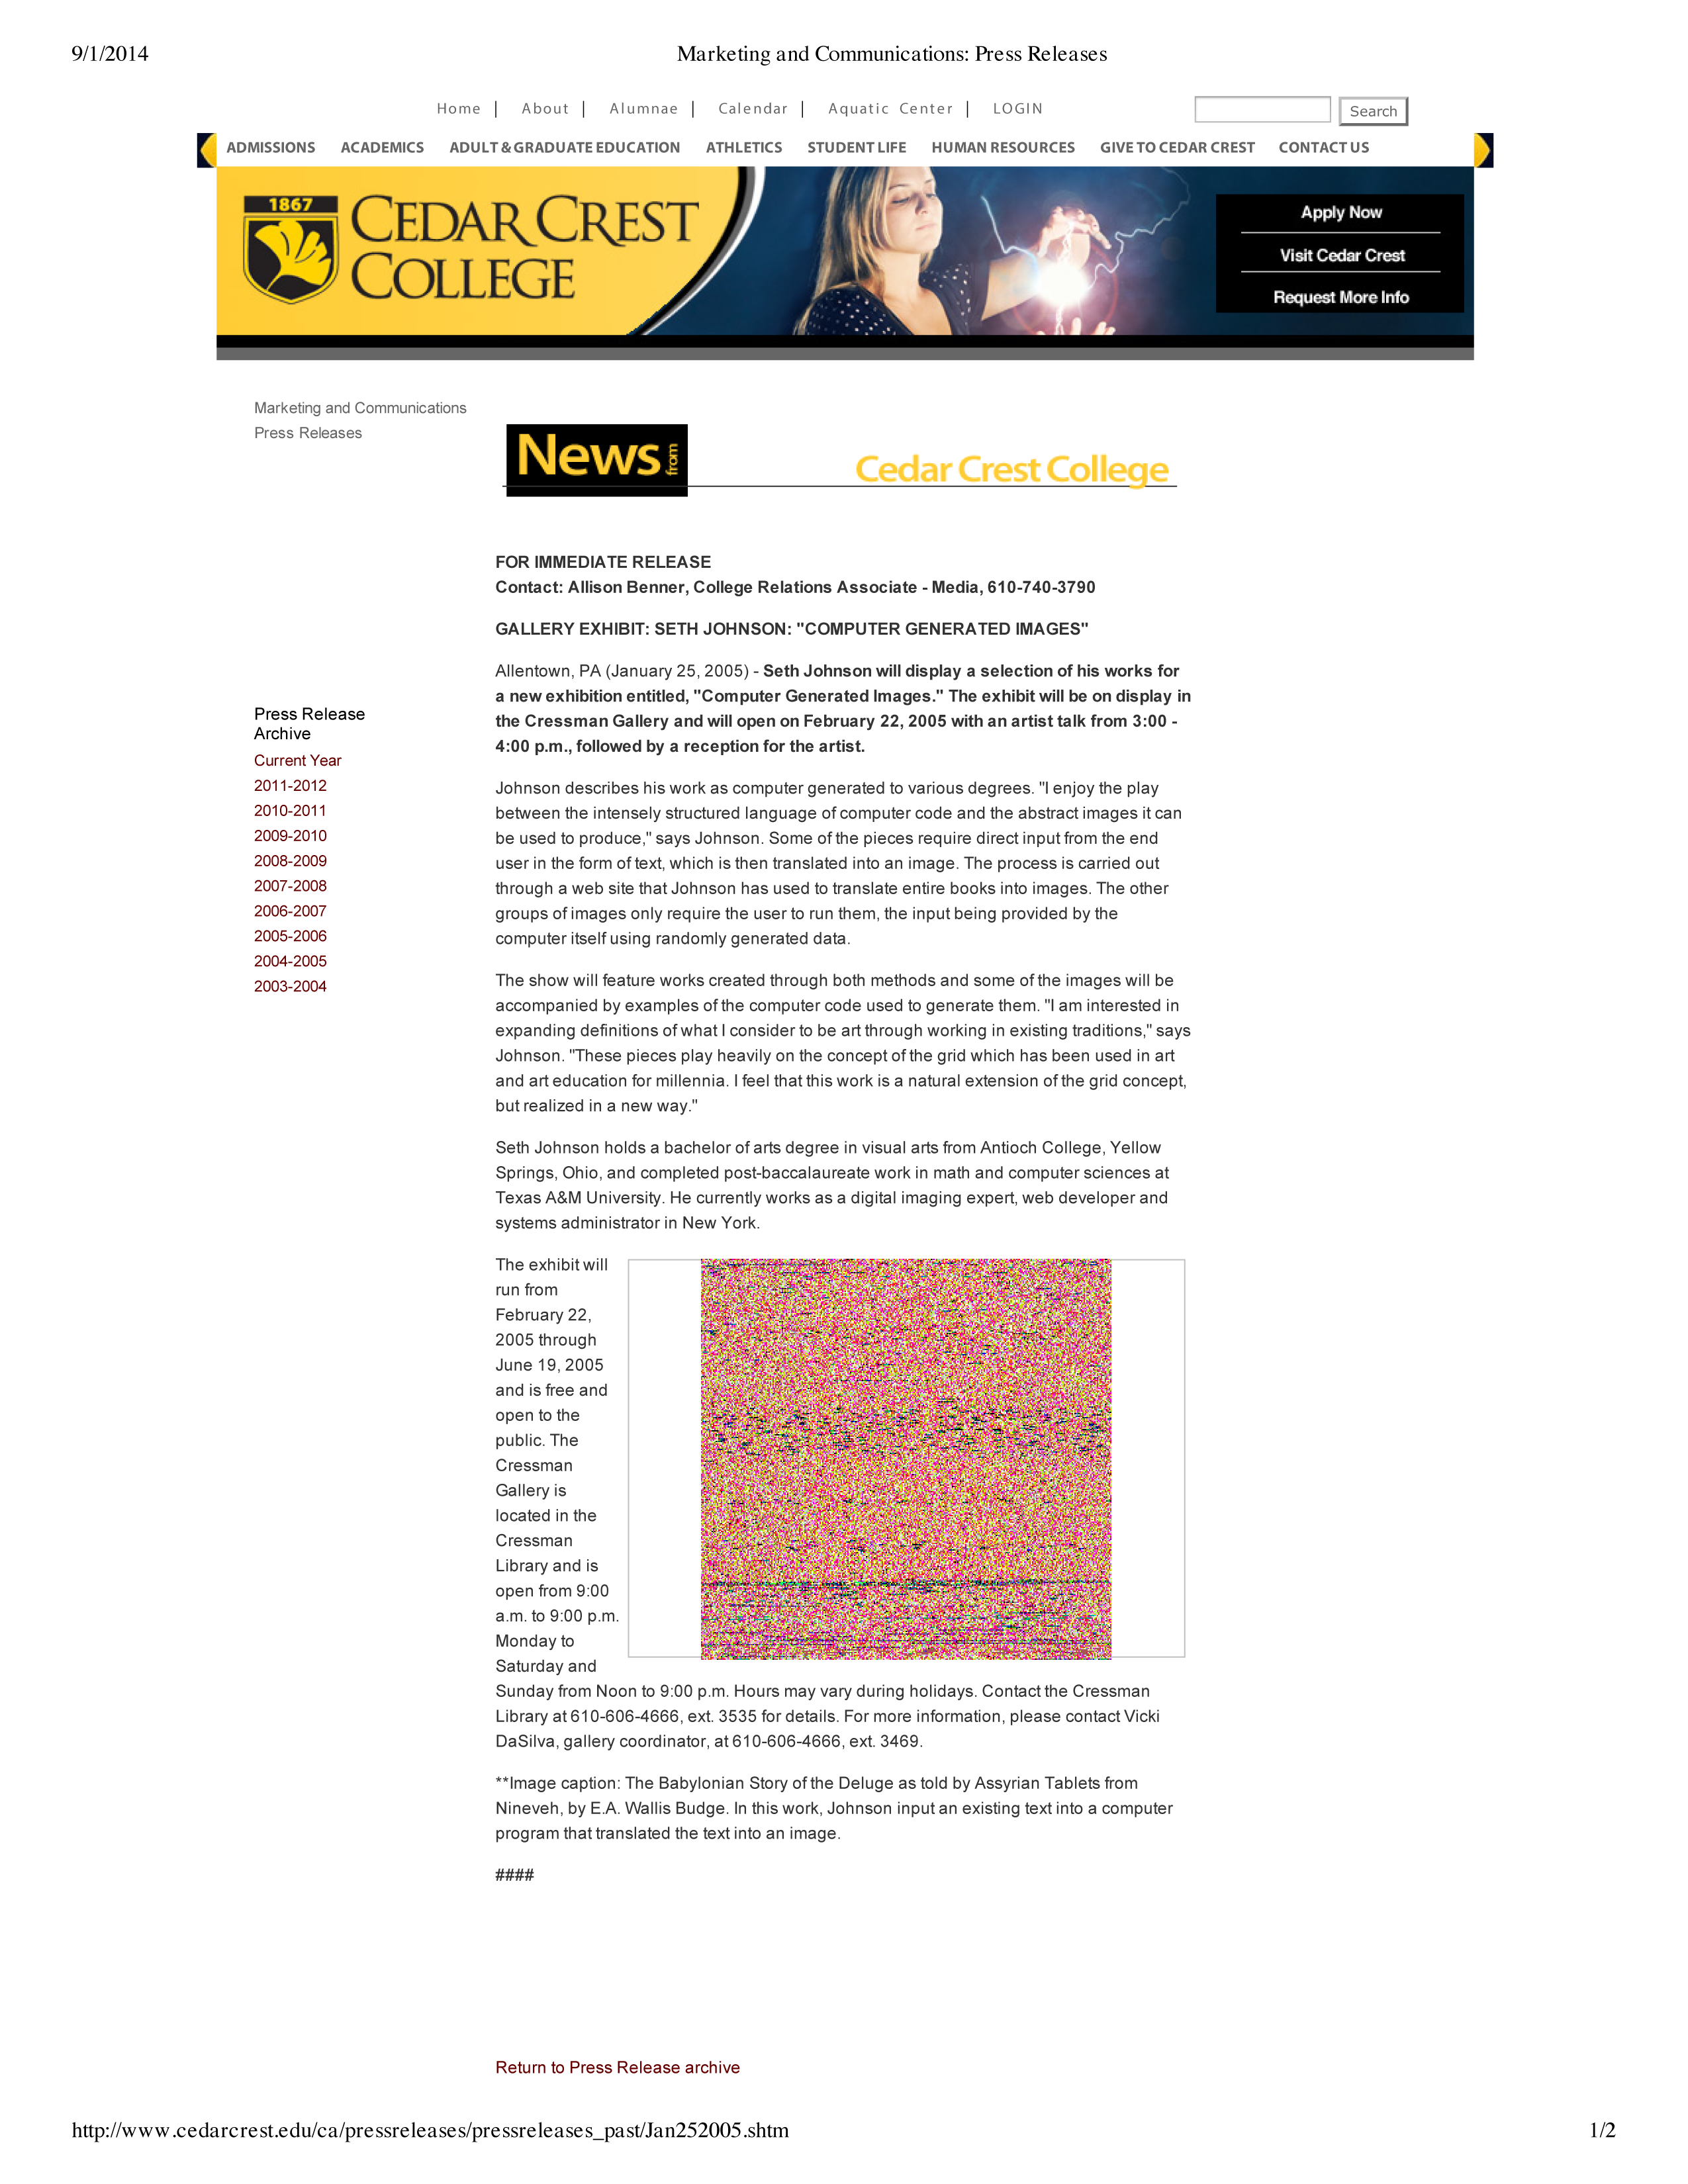 9/1/2014 Marketing and Communications: Press Releases
Home | About | Alumnae | Calendar | Aquatic Center | LOGIN Search
ADMISSIONS ACADEMICS ADULT & GRADUATE EDUCATION ATHLETICS STUDENT LIFE HUMAN RESOURCES GIVE TO CEDAR CREST CONTACT US
1867
CEDAR CREST
COLLEGE
Apply Now
Visit Cedar Crest
Request More Info
Marketing and Communications
Press Releases
News from Cedar Crest College
FOR IMMEDIATE RELEASE
Contact: Allison Benner, College Relations Associate - Media, 610-740-3790
GALLERY EXHIBIT: SETH JOHNSON: "COMPUTER GENERATED IMAGES"
Allentown, PA (January 25, 2005) - Seth Johnson will display a selection of his works for
a new exhibition entitled, "Computer Generated Images." The exhibit will be on display in
the Cressman Gallery and will open on February 22, 2005 with an artist talk from 3:00 -
4:00 p.m., followed by a reception for the artist.
Press Release
Archive
Current Year
2011-2012
2010-2011
2009-2010
2008-2009
2007-2008
2006-2007
2005-2006
2004-2005
2003-2004
Johnson describes his work as computer generated to various degrees. "I enjoy the play
between the intensely structured language of computer code and the abstract images it can
be used to produce," says Johnson. Some of the pieces require direct input from the end
user in the form of text, which is then translated into an image. The process is carried out
through a web site that Johnson has used to translate entire books into images. The other
groups of images only require the user to run them, the input being provided by the
computer itself using randomly generated data.
The show will feature works created through both methods and some of the images will be
accompanied by examples of the computer code used to generate them. "I am interested in
expanding definitions of what I consider to be art through working in existing traditions," says
Johnson. "These pieces play heavily on the concept of the grid which has been used in art
and art education for millennia. I feel that this work is a natural extension of the grid concept,
but realized in a new way."
Seth Johnson holds a bachelor of arts degree in visual arts from Antioch College, Yellow
Springs, Ohio, and completed post-baccalaureate work in math and computer sciences at
Texas A&M University. He currently works as a digital imaging expert, web developer and
systems administrator in New York.
The exhibit will
run from
February 22,
2005 through
June 19, 2005
and is free and
open to the
public. The
Cressman
Gallery is
located in the
Cressman
Library and is
open from 9:00
a.m. to 9:00 p.m.
Monday to
Saturday and
Sunday from Noon to 9:00 p.m. Hours may vary during holidays. Contact the Cressman
Library at 610-606-4666, ext. 3535 for details. For more information, please contact Vicki
DaSilva, gallery coordinator, at 610-606-4666, ext. 3469.
**Image caption: The Babylonian Story of the Deluge as told by Assyrian Tablets from
Nineveh, by E.A. Wallis Budge. In this work, Johnson input an existing text into a computer
program that translated the text into an image.
####
Return to Press Release archive
http://www.cedarcrest.edu/ca/pressreleases/pressreleases_past/Jan252005.shtm 1/2